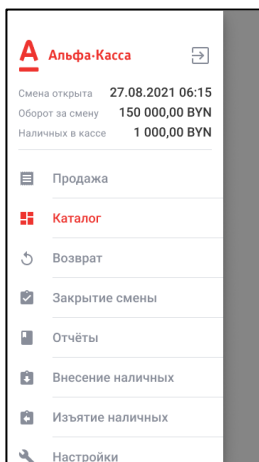 А Альфа·Касса
Смена открыта 27.08.2021 06:15
Оборот за смену 150 000,00 BYN
Наличных в кассе 1 000,00 BYN
Продажа
Каталог
Возврат
Закрытие смены
Отчёты
Внесение наличных
Изъятие наличных
Настройки